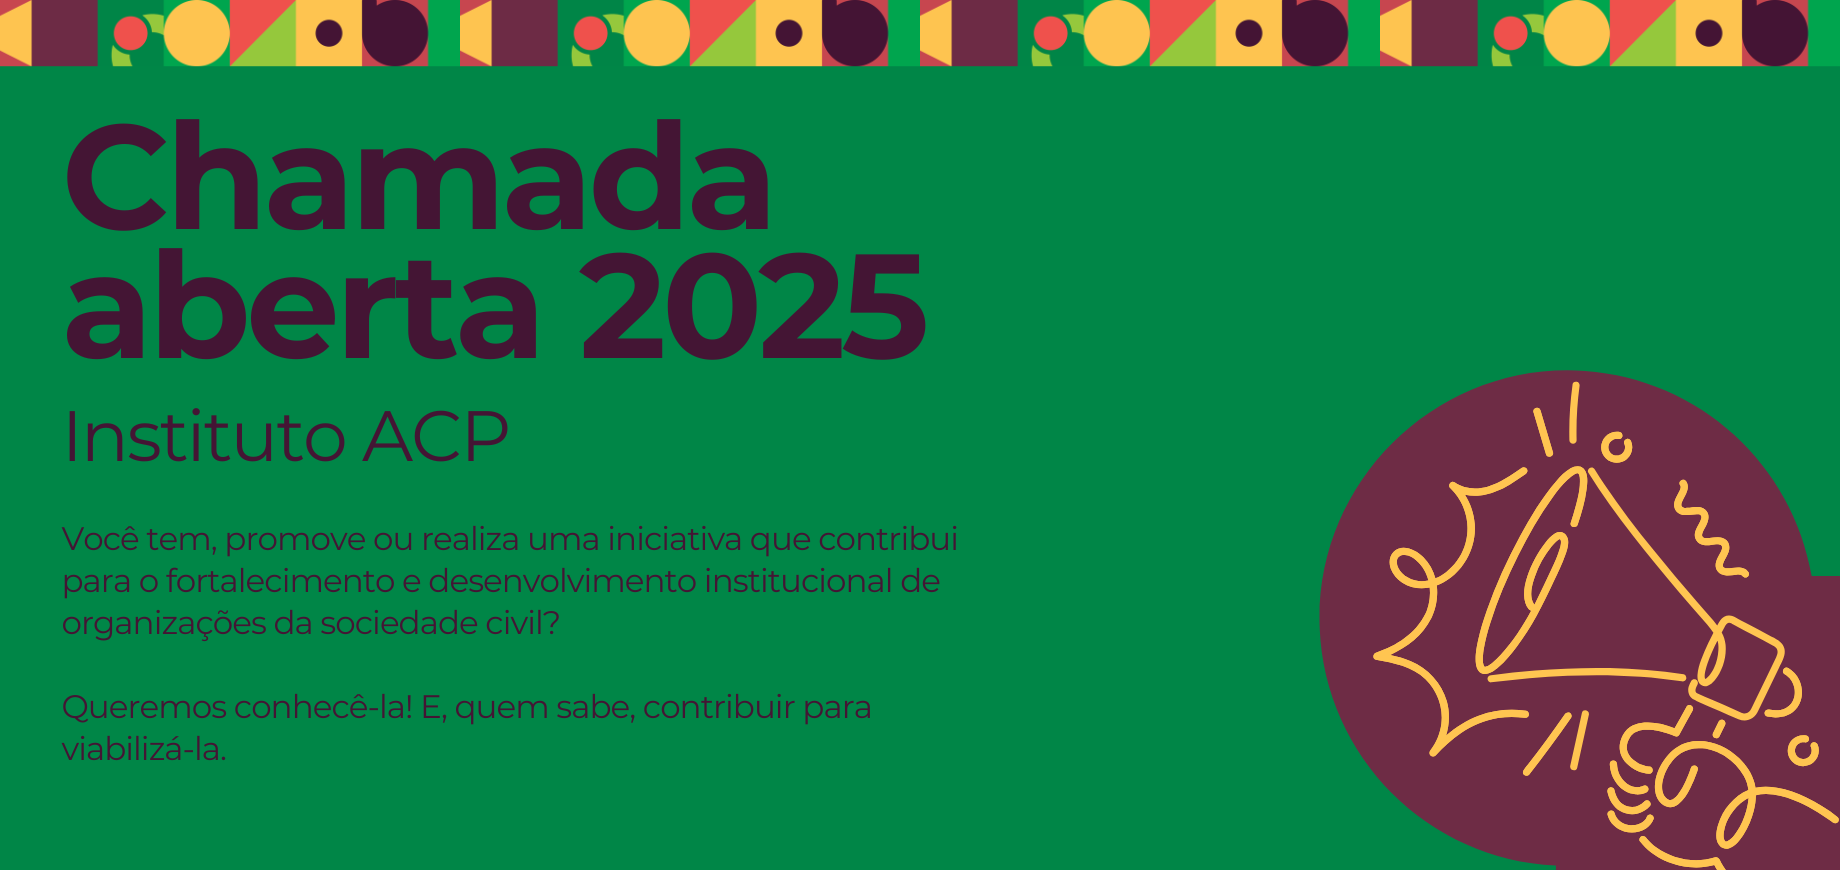 Chamada
aberta 2025
Instituto ACP
Você tem, promove ou realiza uma iniciativa que contribui
para o fortalecimento e desenvolvimento institucional de
organizações da sociedade civil?
Queremos conhecê-la! E, quem sabe, contribuir para
viabilizá-la.